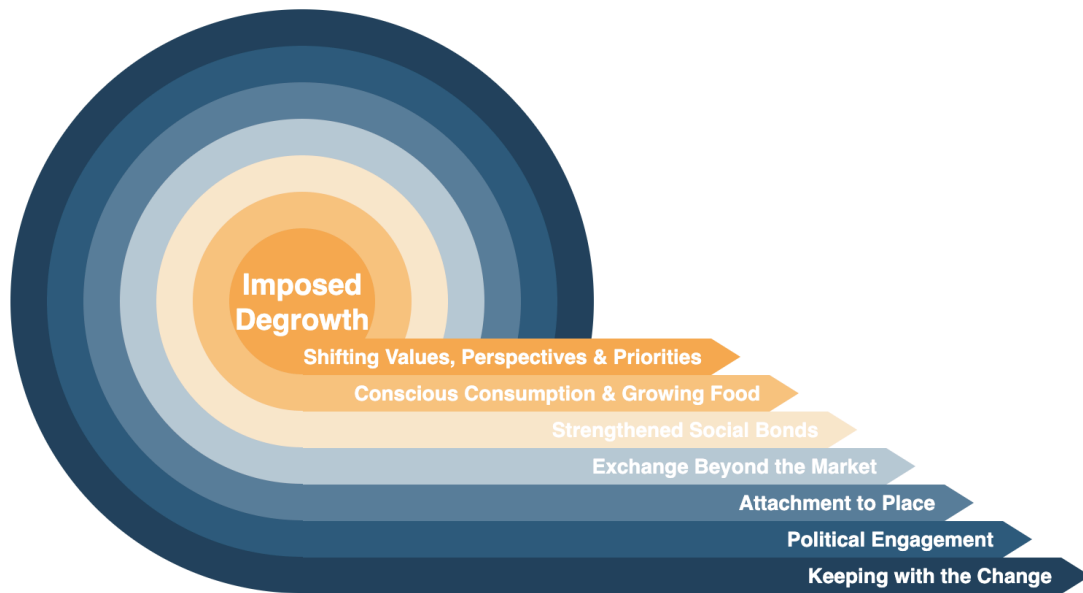 Imposed
Degrowth
Shifting Values, Perspectives & Priorities
Conscious Consumption & Growing Food
Strengthened Social Bonds
Exchange Beyond the Market
Attachment to Place
Political Engagement
Keeping with the Change